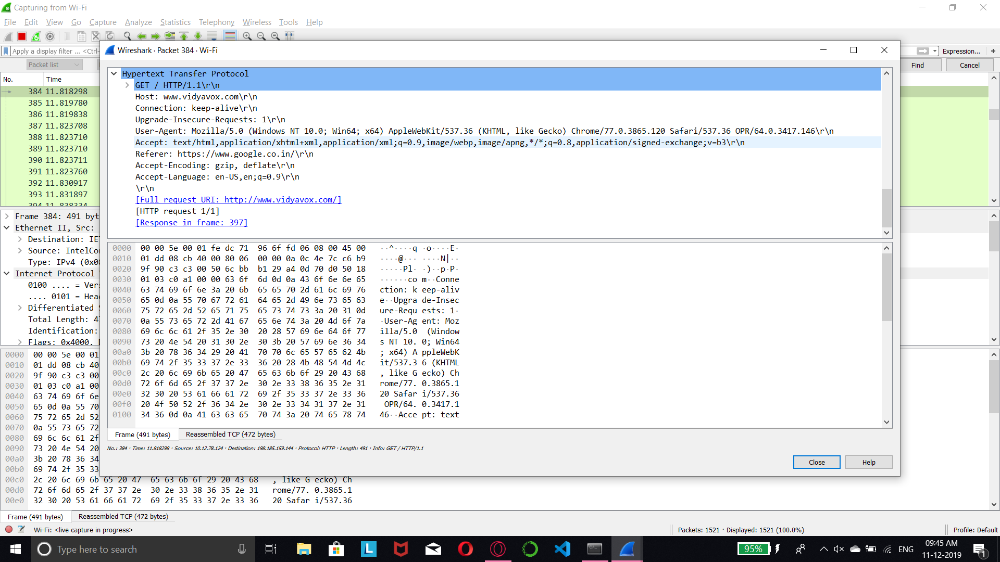 Capturing from Wi-Fi
File Edit View Go Capture Analyze Statistics Telephony Wireless Tools Help
Apply a display filter ... <Ctrl-
Expression... +
Packet list
Find
Cancel
No. Time
384 11.818298
385 11.819780
386 11.819838
387 11.823708
388 11.823710
389 11.823710
390 11.823711
391 11.823760
392 11.830917
393 11.831897
394 11.838334
Frame 384: 491 byt
Ethernet II, Src:
Destination: IE
Source: IntelCo
Type: IPv4 (0x0
Internet Protocol
0100 .... = Ver
.... 0101 = Hea
Differentiated
Total Length: 4
Identification:
Flags: 0x4000.
0000 00 00 5e 00 01
0010 01 dd 08 cb 40
0020 9f 90 c3 c3 00
0030 01 03 c0 a1 00
0040 63 74 69 6f 6e
0050 65 0d 0a 55 70
0060 75 72 65 2d 52
0070 0a 55 73 65 72
0080 69 6c 6c 61 2f
0090 73 20 4e 54 20
00a0 3b 20 78 36 34
00b0 69 74 2f 35 33
00c0 2c 20 6c 69 6b 65 20 47 65 63 6b 6f 29 20 43 68 , like G ecko) Ch
00d0 72 6f 6d 65 2f 37 37 2e 30 2e 33 38 36 35 2e 31 rome/77. 0.3865.1
00e0 32 30 20 53 61 66 61 72 69 2f 35 33 37 2e 33 36 20 Safar i/537.36
Frame (491 bytes) Reassembled TCP (472 bytes)
Wi-Fi: <live capture in progress>
Packets: 1521 · Displayed: 1521 (100.0%)
Profile: Default
Wireshark · Packet 384 · Wi-Fi
Hypertext Transfer Protocol
GET / HTTP/1.1\r\n
Host: www.vidyavox.com\r\n
Connection: keep-alive\r\n
Upgrade-Insecure-Requests: 1\r\n
User-Agent: Mozilla/5.0 (Windows NT 10.0; Win64; x64) AppleWebKit/537.36 (KHTML, like Gecko) Chrome/77.0.3865.120 Safari/537.36 OPR/64.0.3417.146\r\n
Accept: text/html,application/xhtml+xml,application/xml;q=0.9,image/webp,image/apng,*/*;q=0.8,application/signed-exchange;v=b3\r\n
Referer: https://www.google.co.in/\r\n
Accept-Encoding: gzip, deflate\r\n
Accept-Language: en-US,en;q=0.9\r\n
\r\n
[Full request URI: http://www.vidyavox.com/]
[HTTP request 1/1]
[Response in frame: 397]
0000 00 00 5e 00 01 fe dc 71 96 6f fd 06 08 00 45 00 ··^····q ·o····E·
0010 01 dd 08 cb 40 00 80 06 00 00 0a 0c 4e 7c c6 b9 ····@··· ····N|··
0020 9f 90 c3 c3 00 50 6c bb b1 29 a4 0d 70 d0 50 18 ·····Pl· ·)··p·P·
0030 01 03 c0 a1 00 00 63 6f 6d 0d 0a 43 6f 6e 6e 65 ······co m··Conne
0040 63 74 69 6f 6e 3a 20 6b 65 65 70 2d 61 6c 69 76 ction: k eep-aliv
0050 65 0d 0a 55 70 67 72 61 64 65 2d 49 6e 73 65 63 e··Upgra de-Insec
0060 75 72 65 2d 52 65 71 75 65 73 74 73 3a 20 31 0d ure-Requ ests: 1·
0070 0a 55 73 65 72 2d 41 67 65 6e 74 3a 20 4d 6f 7a ·User-Ag ent: Moz
0080 69 6c 6c 61 2f 35 2e 30 20 28 57 69 6e 64 6f 77 illa/5.0 (Window
0090 73 20 4e 54 20 31 30 2e 30 3b 20 57 69 6e 36 34 s NT 10. 0; Win64
00a0 3b 20 78 36 34 29 20 41 70 70 6c 65 57 65 62 4b ; x64) A ppleWebK
00b0 69 74 2f 35 33 37 2e 33 36 20 28 4b 48 54 4d 4c it/537.3 6 (KHTML
00c0 2c 20 6c 69 6b 65 20 47 65 63 6b 6f 29 20 43 68 , like G ecko) Ch
00d0 72 6f 6d 65 2f 37 37 2e 30 2e 33 38 36 35 2e 31 rome/77. 0.3865.1
00e0 32 30 20 53 61 66 61 72 69 2f 35 33 37 2e 33 36 20 Safar i/537.36
00f0 20 4f 50 52 2f 36 34 2e 30 2e 33 34 31 37 2e 31 OPR/64. 0.3417.1
0100 34 36 0d 0a 41 63 63 65 70 74 3a 20 74 65 78 74 46··Acce pt: text
Frame (491 bytes) Reassembled TCP (472 bytes)
No.: 384 · Time: 11.818298 · Source: 10.12.78.124 · Destination: 198.185.159.144 · Protocol: HTTP · Length: 491 · Info: GET / HTTP/1.1
Close
Help
Type here to search
L
95%
ENG
09:45 AM
11-12-2019
1